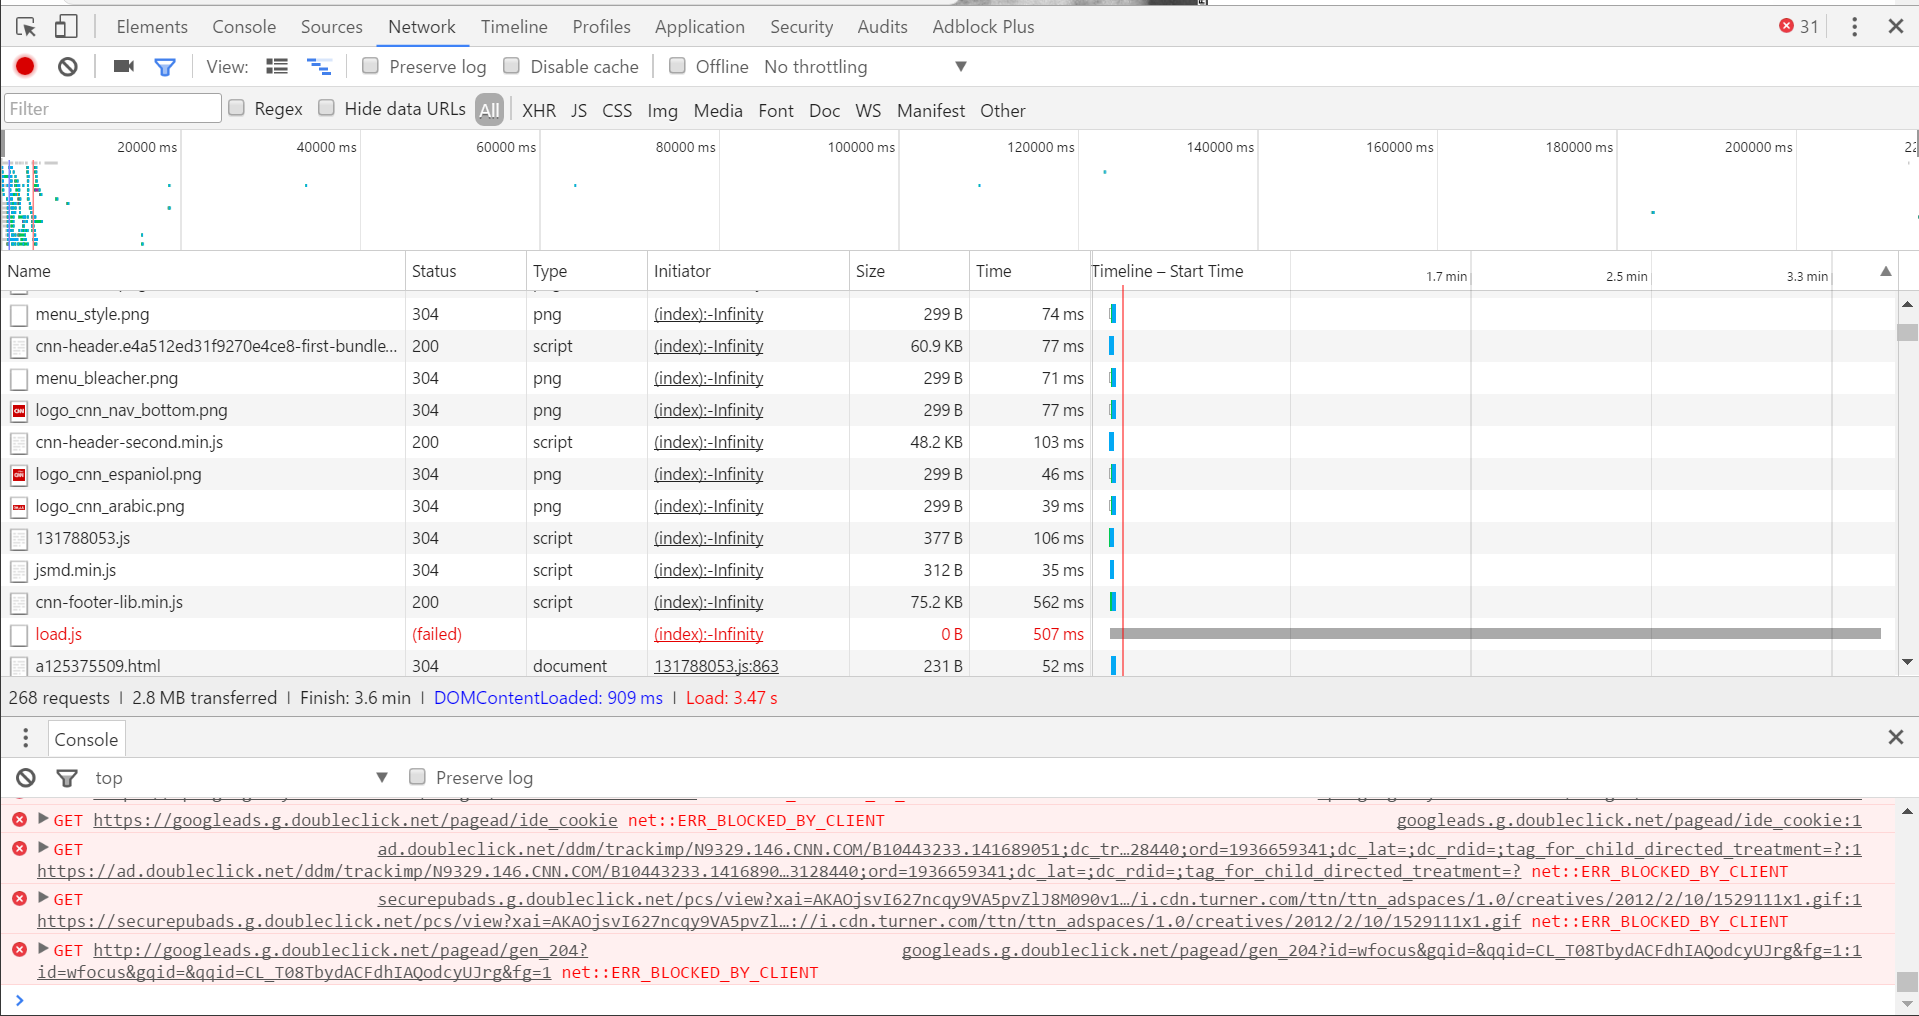 Elements Console Sources Network Timeline Profiles Application Security Audits Adblock Plus 31
View: Preserve log Disable cache Offline No throttling
Filter Regex Hide data URLs All XHR JS CSS Img Media Font Doc WS Manifest Other
20000 ms 40000 ms 60000 ms 80000 ms 100000 ms 120000 ms 140000 ms 160000 ms 180000 ms 200000 ms
Name Status Type Initiator Size Time Timeline – Start Time 1.7 min 2.5 min 3.3 min
menu_style.png 304 png (index):-Infinity 299 B 74 ms
cnn-header.e4a512ed31f9270e4ce8-first-bundle... 200 script (index):-Infinity 60.9 KB 77 ms
menu_bleacher.png 304 png (index):-Infinity 299 B 71 ms
logo_cnn_nav_bottom.png 304 png (index):-Infinity 299 B 77 ms
cnn-header-second.min.js 200 script (index):-Infinity 48.2 KB 103 ms
logo_cnn_espaniol.png 304 png (index):-Infinity 299 B 46 ms
logo_cnn_arabic.png 304 png (index):-Infinity 299 B 39 ms
131788053.js 304 script (index):-Infinity 377 B 106 ms
jsmd.min.js 304 script (index):-Infinity 312 B 35 ms
cnn-footer-lib.min.js 200 script (index):-Infinity 75.2 KB 562 ms
load.js (failed) (index):-Infinity 0 B 507 ms
a125375509.html 304 document 131788053.js:863 231 B 52 ms
268 requests | 2.8 MB transferred | Finish: 3.6 min | DOMContentLoaded: 909 ms | Load: 3.47 s
Console
top Preserve log
GET https://googleads.g.doubleclick.net/pagead/ide_cookie net::ERR_BLOCKED_BY_CLIENT googleads.g.doubleclick.net/pagead/ide_cookie:1
GET ad.doubleclick.net/ddm/trackimp/N9329.146.CNN.COM/B10443233.141689051;dc_tr…28440;ord=1936659341;dc_lat=;dc_rdid=;tag_for_child_directed_treatment=?:1
https://ad.doubleclick.net/ddm/trackimp/N9329.146.CNN.COM/B10443233.1416890…3128440;ord=1936659341;dc_lat=;dc_rdid=;tag_for_child_directed_treatment=? net::ERR_BLOCKED_BY_CLIENT
GET securepubads.g.doubleclick.net/pcs/view?xai=AKAOjsvI627ncqy9VA5pvZlJ8M090v1…/i.cdn.turner.com/ttn/ttn_adspaces/1.0/creatives/2012/2/10/1529111x1.gif:1
https://securepubads.g.doubleclick.net/pcs/view?xai=AKAOjsvI627ncqy9VA5pvZl…://i.cdn.turner.com/ttn/ttn_adspaces/1.0/creatives/2012/2/10/1529111x1.gif net::ERR_BLOCKED_BY_CLIENT
GET http://googleads.g.doubleclick.net/pagead/gen_204? googleads.g.doubleclick.net/pagead/gen_204?id=wfocus&gqid=&qqid=CL_T08TbydACFdhIAQodcyUJrg&fg=1:1
id=wfocus&gqid=&qqid=CL_T08TbydACFdhIAQodcyUJrg&fg=1 net::ERR_BLOCKED_BY_CLIENT